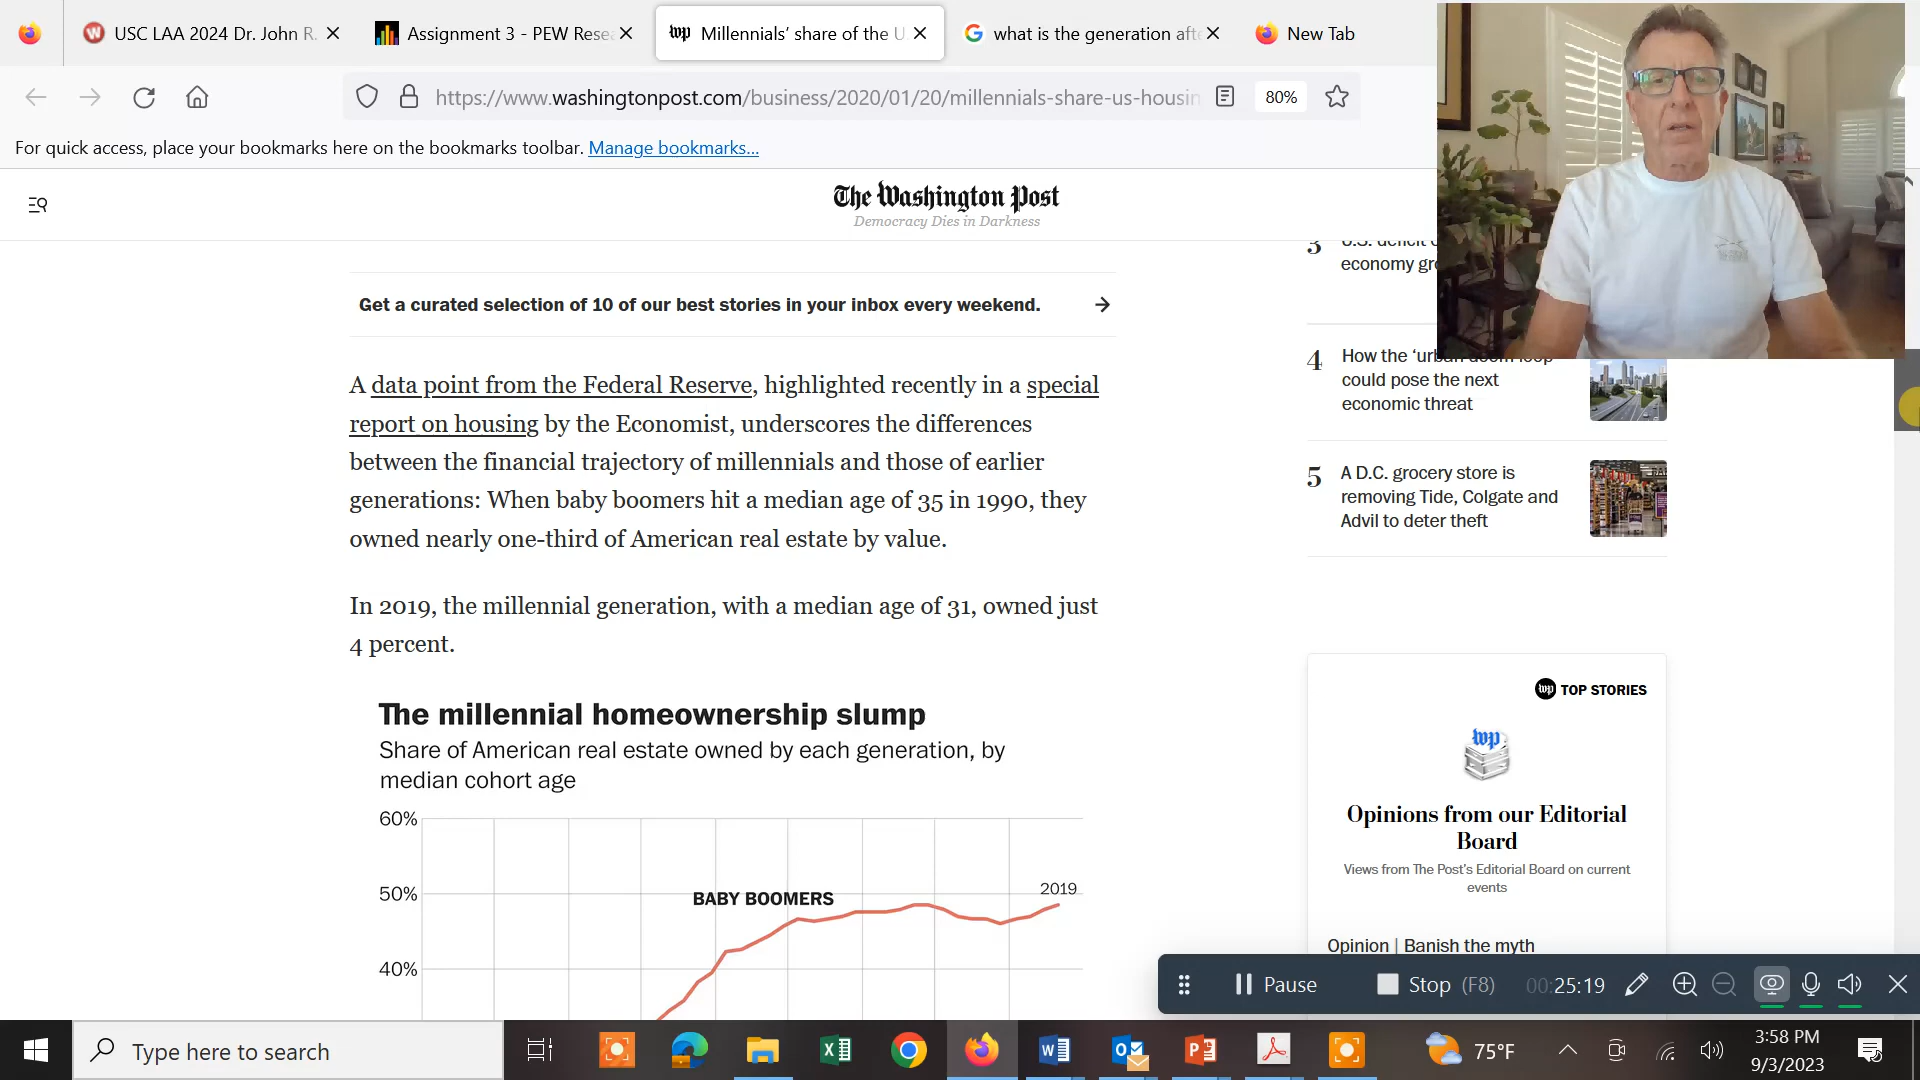 USC LAA 2024 Dr. John R.
Assignment 3 - PEW Rese
Millennials’ share of the U
what is the generation afte
New Tab
https://www.washingtonpost.com/business/2020/01/20/millennials-share-us-housin
80%
For quick access, place your bookmarks here on the bookmarks toolbar. Manage bookmarks...
The Washington Post
Democracy Dies in Darkness
Get a curated selection of 10 of our best stories in your inbox every weekend.
A data point from the Federal Reserve, highlighted recently in a special
report on housing by the Economist, underscores the differences
between the financial trajectory of millennials and those of earlier
generations: When baby boomers hit a median age of 35 in 1990, they
owned nearly one-third of American real estate by value.
In 2019, the millennial generation, with a median age of 31, owned just
4 percent.
The millennial homeownership slump
Share of American real estate owned by each generation, by
median cohort age
60%
50%
40%
BABY BOOMERS
2019
3
U.S. deficit
economy gr
4
How the ‘urban doom loop’
could pose the next
economic threat
5
A D.C. grocery store is
removing Tide, Colgate and
Advil to deter theft
wp TOP STORIES
wp
Opinions from our Editorial
Board
Views from The Post's Editorial Board on current
events
Opinion | Banish the myth
Pause
Stop (F8)
00:25:19
Type here to search
75°F
3:58 PM
9/3/2023